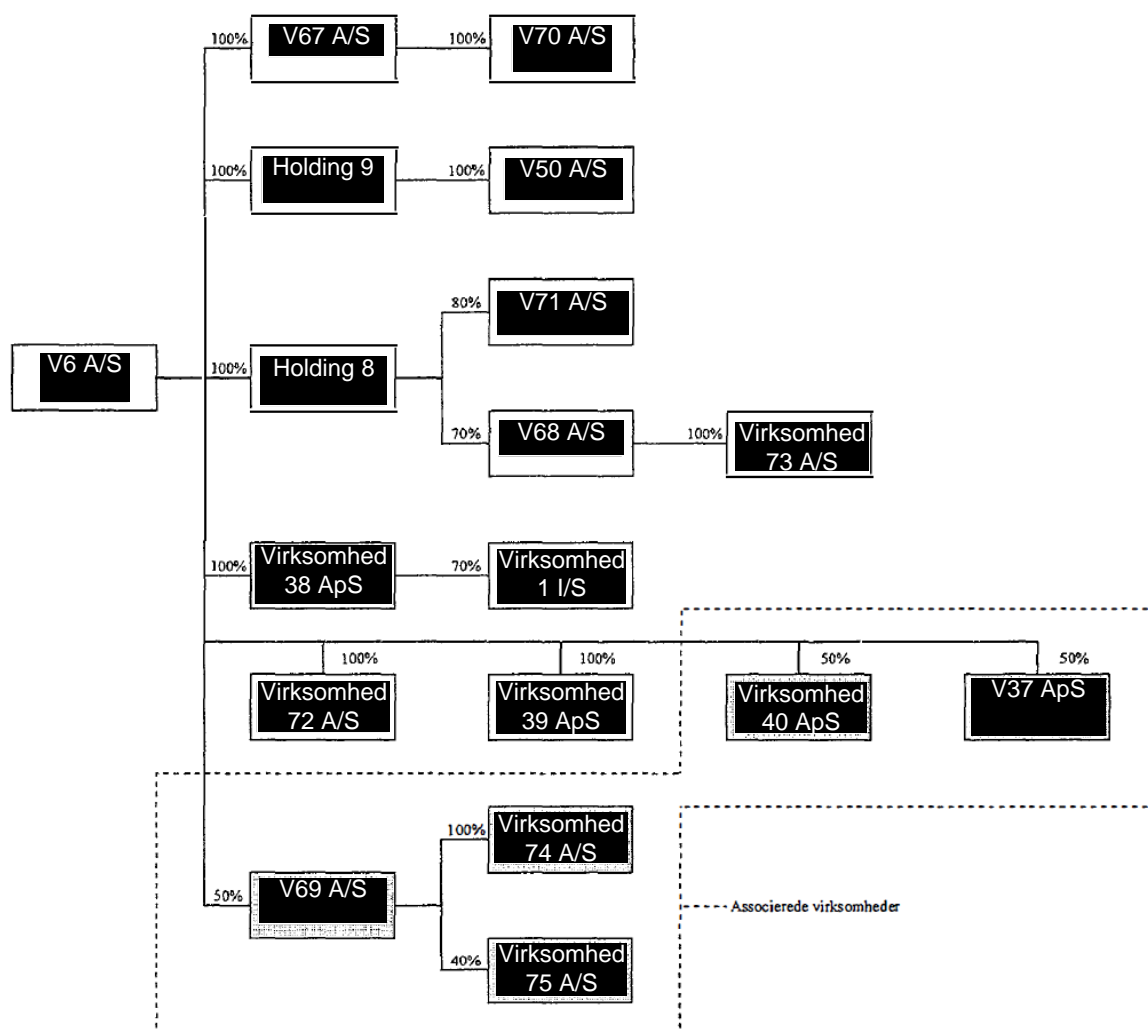 100%
V67 A/S
100%
V70 A/S
100%
Holding 9
100%
V50 A/S
80%
V71 A/S
V6 A/S
100%
Holding 8
70%
V68 A/S
100%
Virksomhed
73 A/S
100%
Virksomhed
38 ApS
70%
Virksomhed
1 I/S
100%
Virksomhed
72 A/S
100%
Virksomhed
39 ApS
50%
Virksomhed
40 ApS
50%
V37 ApS
100%
Virksomhed
74 A/S
50%
V69 A/S
40%
Virksomhed
75 A/S
Associerede virksomheder